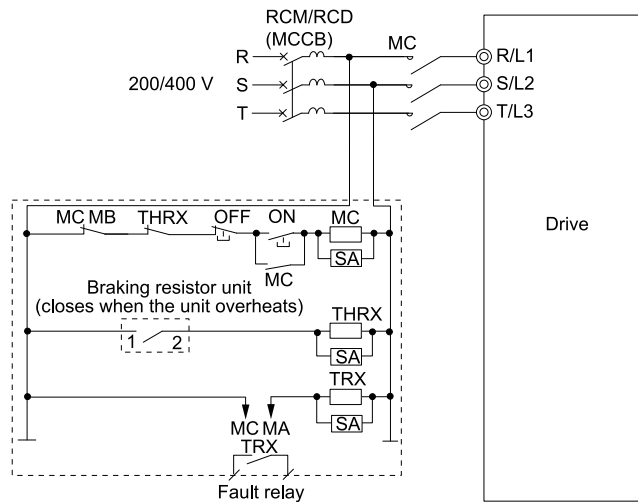 RCM/RCD
(MCCB)
MC
R
R/L1
200/400 V
S
S/L2
T
T/L3
Drive
MC MB
THRX
OFF
ON
MC
SA
MC
Braking resistor unit
(closes when the unit overheats)
THRX
1
2
SA
TRX
SA
MC MA
TRX
Fault relay